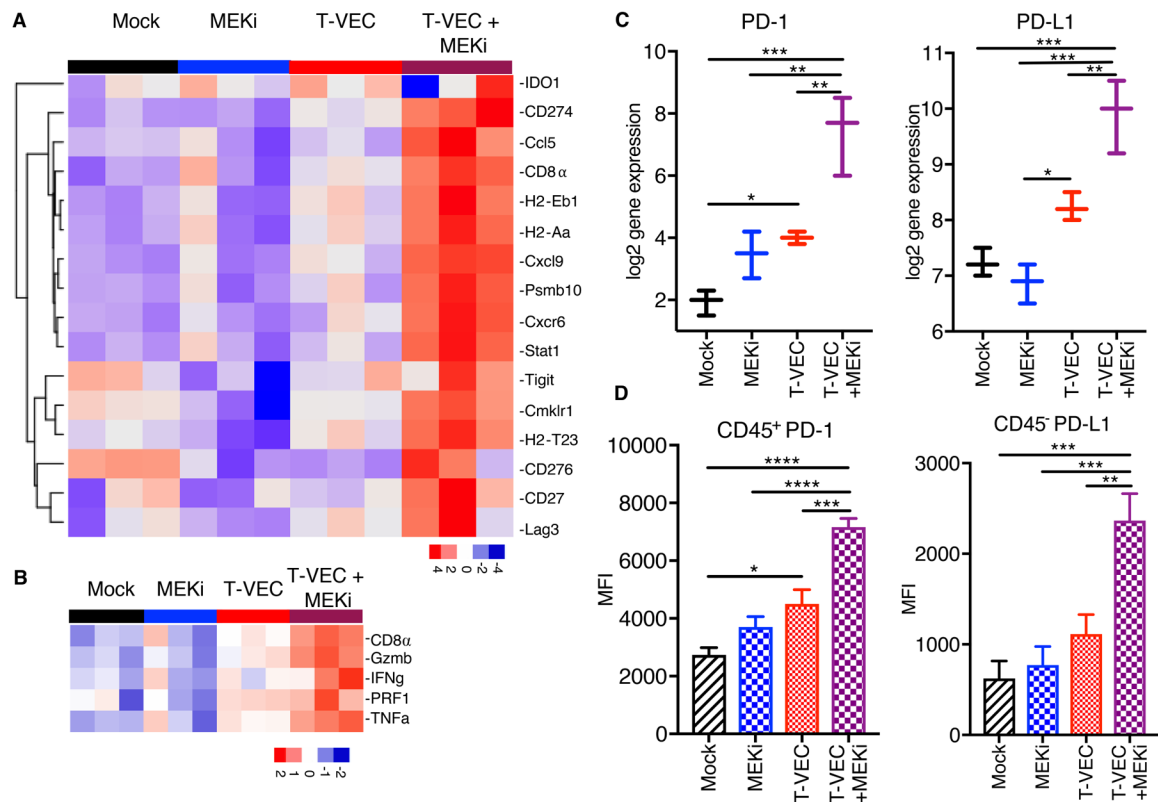 A
Mock
MEKi
T-VEC
T-VEC +
MEKi
-IDO1
-CD274
-Ccl5
-CD8α
-H2-Eb1
-H2-Aa
-Cxcl9
-Psmb10
-Cxcr6
-Stat1
-Tigit
-Cmklr1
-H2-T23
-CD276
-CD27
-Lag3
4 2 0 -2 -4
B
Mock
MEKi
T-VEC
T-VEC +
MEKi
-CD8α
-Gzmb
-IFNg
-PRF1
-TNFa
2 1 0 -1 -2
C
PD-1
log2 gene expression
10
8
6
4
2
***
**
**
*
Mock
MEKi
T-VEC
T-VEC
+MEKi
PD-L1
log2 gene expression
11
10
9
8
7
6
***
***
**
*
Mock
MEKi
T-VEC
T-VEC
+MEKi
D
CD45+ PD-1
MFI
10000
8000
6000
4000
2000
0
****
****
***
*
Mock
MEKi
T-VEC
T-VEC
+MEKi
CD45- PD-L1
MFI
3000
2000
1000
0
***
***
**
Mock
MEKi
T-VEC
T-VEC
+MEKi